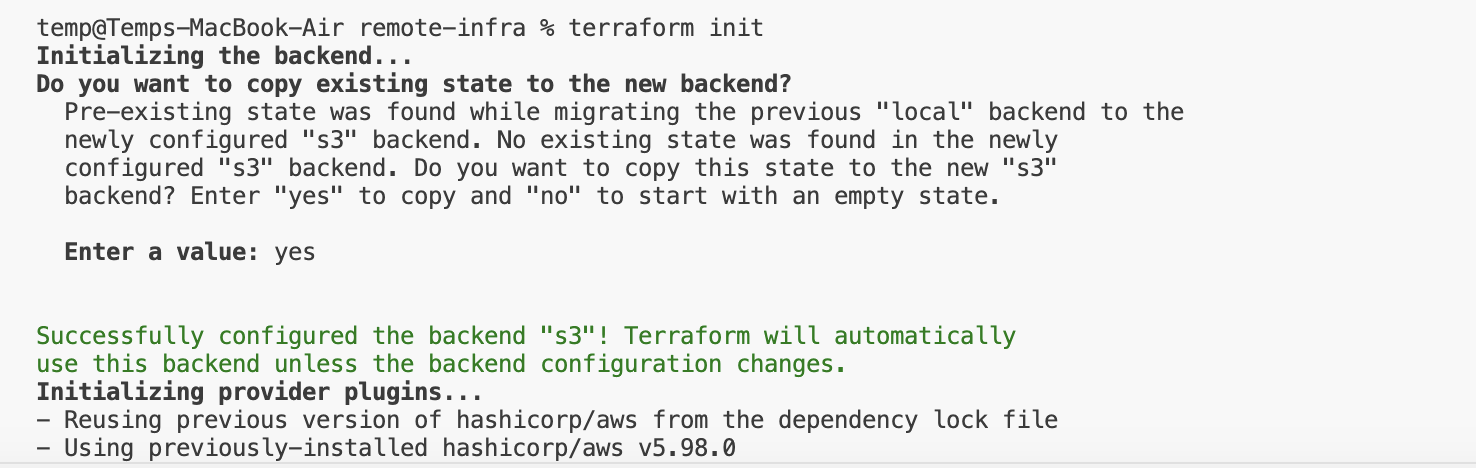 temp@Temps-MacBook-Air remote-infra % terraform init
Initializing the backend...
Do you want to copy existing state to the new backend?
Pre-existing state was found while migrating the previous "local" backend to the
newly configured "s3" backend. No existing state was found in the newly
configured "s3" backend. Do you want to copy this state to the new "s3"
backend? Enter "yes" to copy and "no" to start with an empty state.
Enter a value: yes
Successfully configured the backend "s3"! Terraform will automatically
use this backend unless the backend configuration changes.
Initializing provider plugins...
- Reusing previous version of hashicorp/aws from the dependency lock file
- Using previously-installed hashicorp/aws v5.98.0